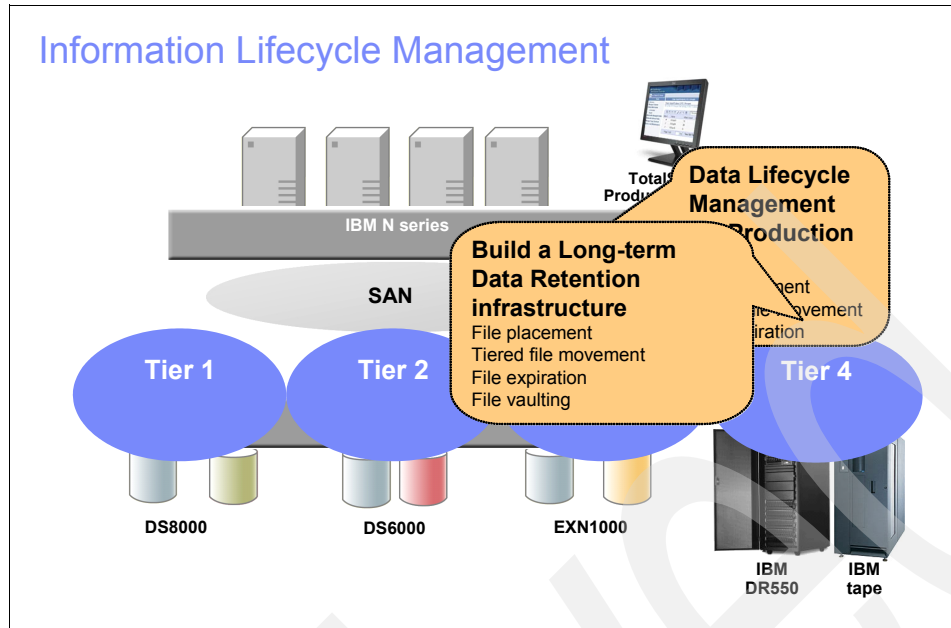 Information Lifecycle Management
Data Lifecycle
Management
Production
IBM N series
Build a Long-term
Data Retention
infrastructure
File placement
Tiered file movement
File expiration
File vaulting
SAN
Tier 1
Tier 2
Tier 4
DS8000
DS6000
EXN1000
IBM
DR550
IBM
tape